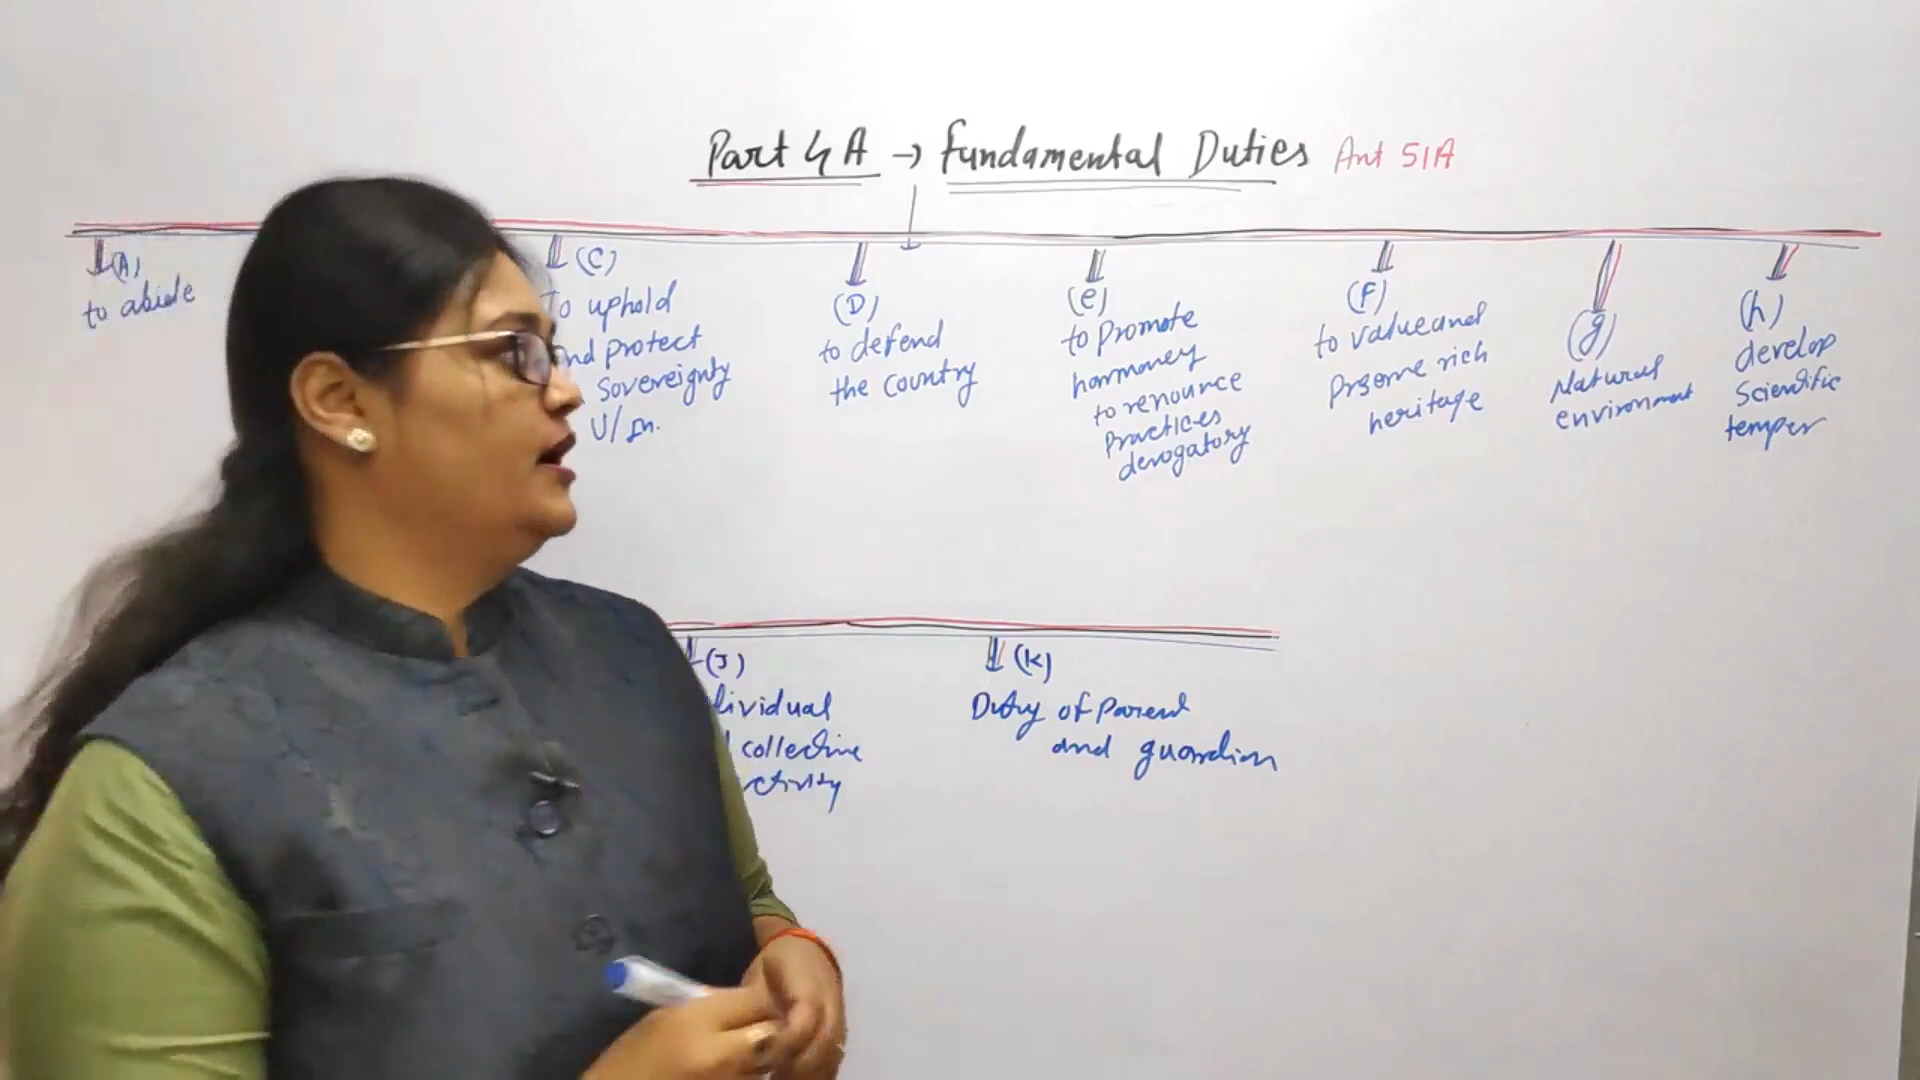 Part 4A → Fundamental Duties Art 51A
(A)
to abide
(C)
To uphold
and protect
Sovereignty
U/In.
(D)
to defend
the country
(e)
to promote
harmoney
to renounce
Practices
derogatory
(F)
to value and
Prserve rich
heritage
(g)
Natural
environment
(h)
develop
Scientific
temper
(J)
dividual
collective
ctivity
(K)
Duty of Parent
and guardian